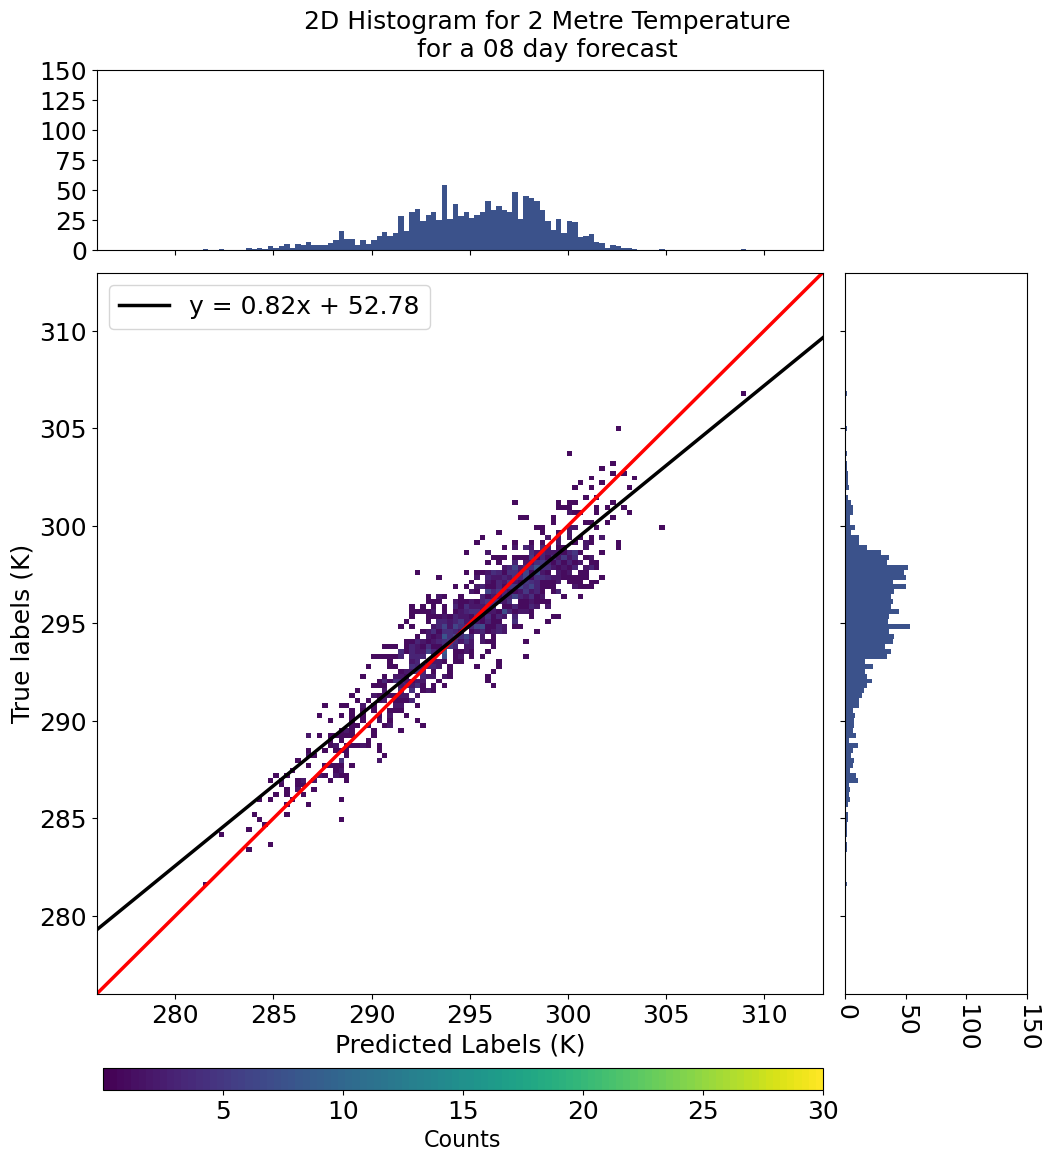 2D Histogram for 2 Metre Temperature
for a 08 day forecast
150
125
100
75
50
25
0
y = 0.82x + 52.78
310
305
300
295
290
285
280
True labels (K)
280 285 290 295 300 305 310
Predicted Labels (K)
0 50 100 150
5 10 15 20 25 30
Counts